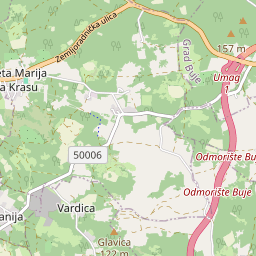 Zemljoradnička ulica
Grad Buje
157 m
Umag
1
eta Marija
a Krasu
50006
Odmorište Buje
Odmorište Buje
Vardica
anija
Glavica
122 m